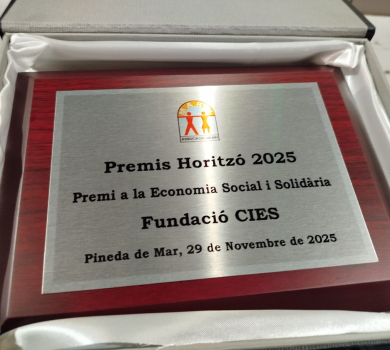 Premis Horitzó 2025
Premi a la Economia Social i Solidària
Fundació CIES
Pineda de Mar, 29 de Novembre de 2025